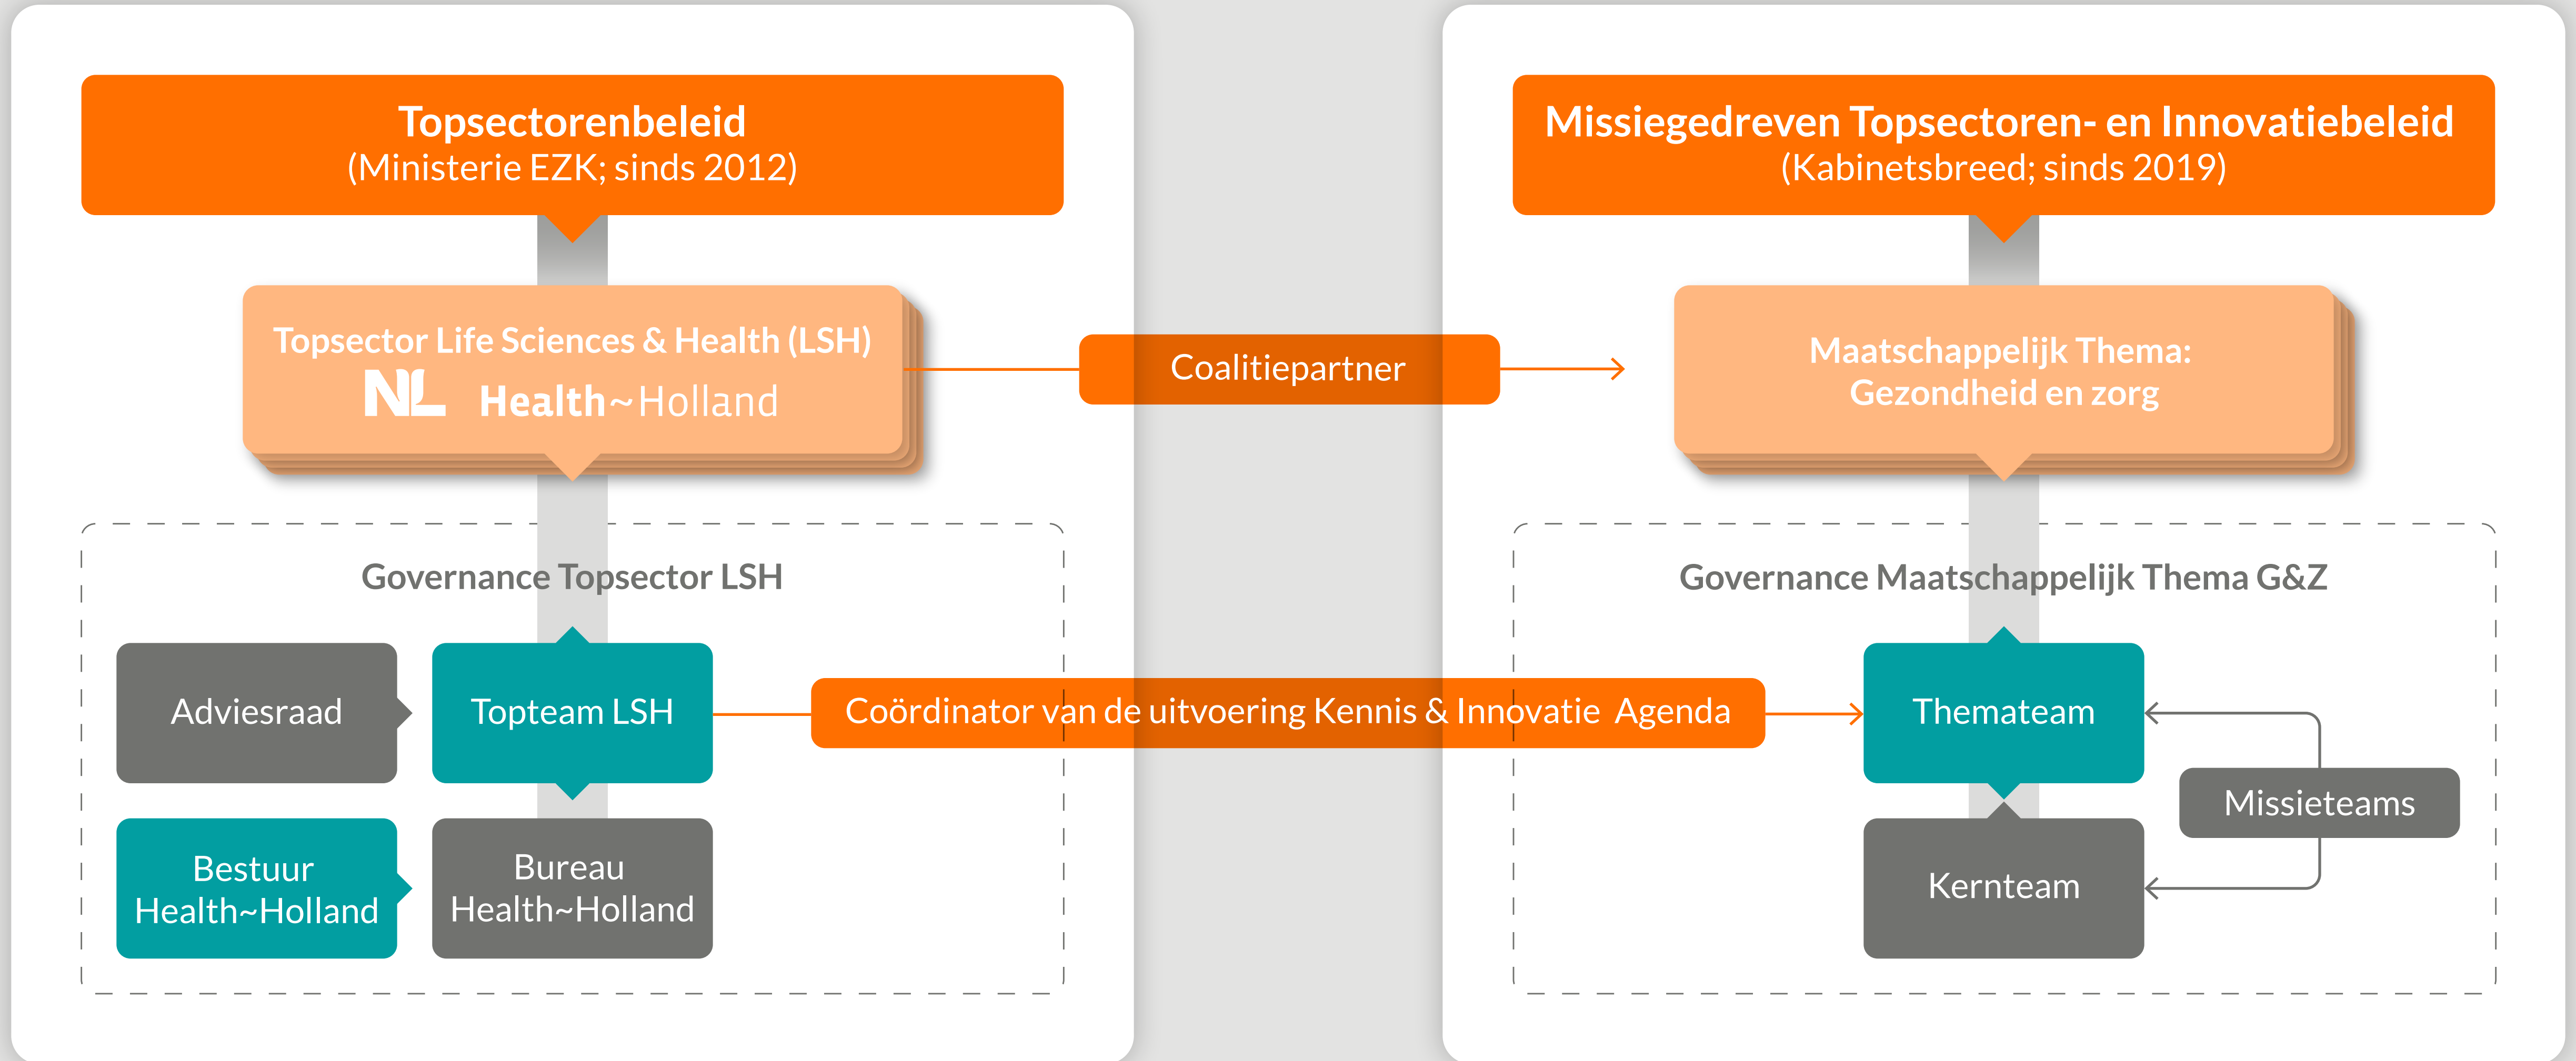 Topsectorenbeleid
(Ministerie EZK; sinds 2012)
Topsector Life Sciences & Health (LSH)
NL Health~Holland
Governance Topsector LSH
Adviesraad
Topteam LSH
Bestuur
Health~Holland
Bureau
Health~Holland
Coalitiepartner
Coördinator van de uitvoering Kennis & Innovatie Agenda
Missiegedreven Topsectoren- en Innovatiebeleid
(Kabinetsbreed; sinds 2019)
Maatschappelijk Thema:
Gezondheid en zorg
Governance Maatschappelijk Thema G&Z
Themateam
Missieteams
Kernteam